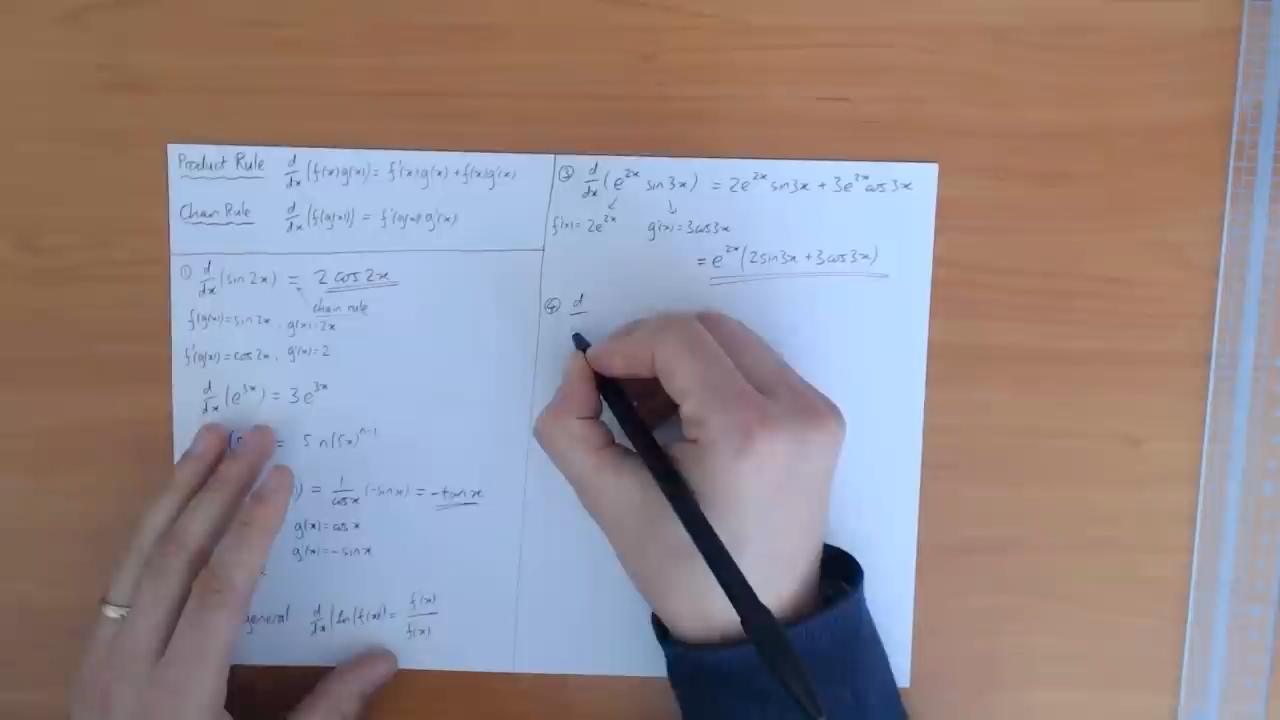 Product Rule d/dx (f(x)g(x)) = f'(x)g(x) + f(x)g'(x)
Chain Rule d/dx (f(g(x))) = f'(g(x)) g'(x)
① d/dx (sin 2x) = 2 cos 2x
chain rule
f(g(x)) = sin 2x , g(x) = 2x
f'(g(x)) = cos 2x , g'(x) = 2
d/dx (e^{3x}) = 3e^{3x}
= 5 n(5x)^{n-1}
) = 1/cos x (-sin x) = -tan x
g(x) = cos x
g'(x) = -sin x
general d/dx (ln(f(x))) = f'(x)/f(x)
③ d/dx (e^{2x} sin 3x) = 2e^{2x} sin 3x + 3e^{2x} cos 3x
f'(x) = 2e^{2x} g'(x) = 3 cos 3x
= e^{2x} (2 sin 3x + 3 cos 3x)
④ d